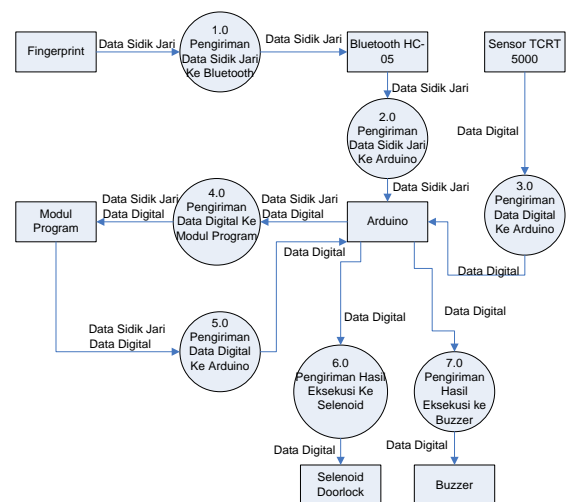 Fingerprint
Data Sidik Jari
1.0
Pengiriman
Data Sidik Jari
Ke Bluetooth
Data Sidik Jari
Bluetooth HC-
05
Sensor TCRT
5000
Data Sidik Jari
2.0
Pengiriman
Data Sidik Jari
Ke Arduino
Data Digital
Data Sidik Jari
3.0
Pengiriman
Data Digital
Ke Arduino
Modul
Program
Data Sidik Jari
Data Digital
4.0
Pengiriman
Data Digital Ke
Modul Program
Data Sidik Jari
Data Digital
Arduino
Data Digital
Data Digital
Data Sidik Jari
Data Digital
5.0
Pengiriman
Data Digital
Ke Arduino
Data Digital
Data Digital
6.0
Pengiriman Hasil
Eksekusi Ke
Selenoid
7.0
Pengiriman
Hasil
Eksekusi ke
Buzzer
Data Digital
Data Digital
Selenoid
Doorlock
Buzzer